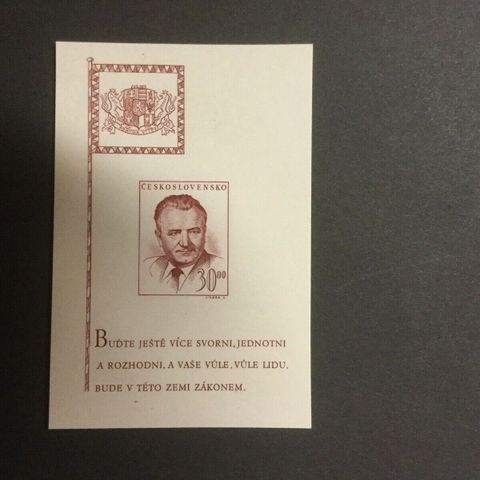 ČESKOSLOVENSKO
30.00
BUĎTE JEŠTĚ VÍCE SVORNI, JEDNOTNI
A ROZHODNI, A VAŠE VŮLE, VŮLE LIDU,
BUDE V TÉTO ZEMI ZÁKONEM.